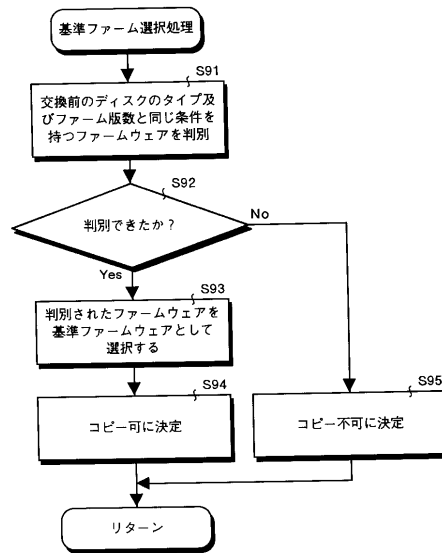 基準ファーム選択処理
S91
交換前のディスクのタイプ及
びファーム版数と同じ条件を
持つファームウェアを判別
S92
判別できたか？
No
Yes
S93
判別されたファームウェアを
基準ファームウェアとして
選択する
S94
コピー可に決定
S95
コピー不可に決定
リターン